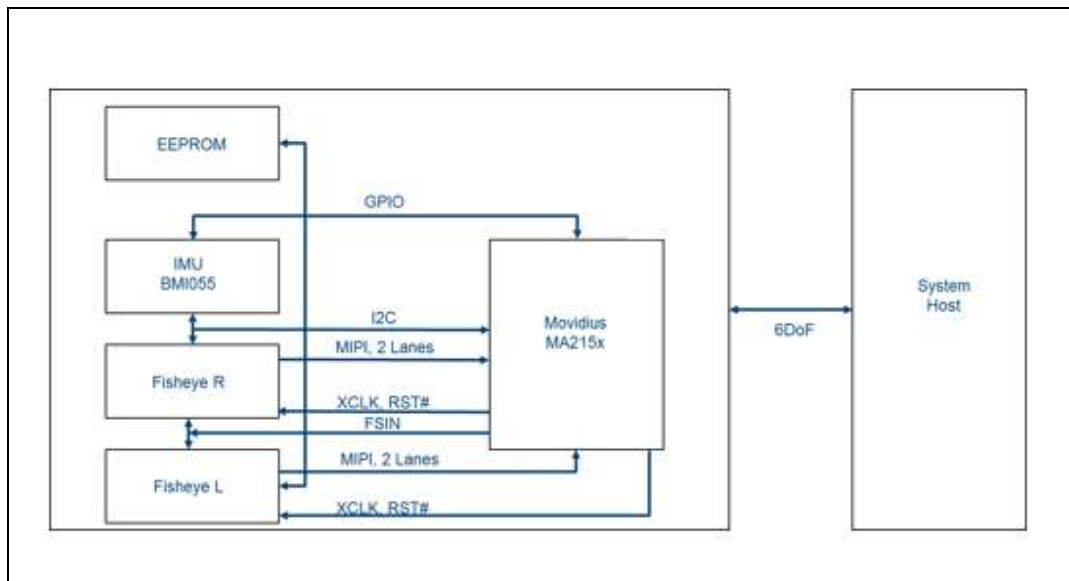 EEPROM
GPIO
IMU
BMI055
I2C
Movidius
MA215x
System
Host
6DoF
MIPI, 2 Lanes
Fisheye R
XCLK, RST#
FSIN
MIPI, 2 Lanes
Fisheye L
XCLK, RST#